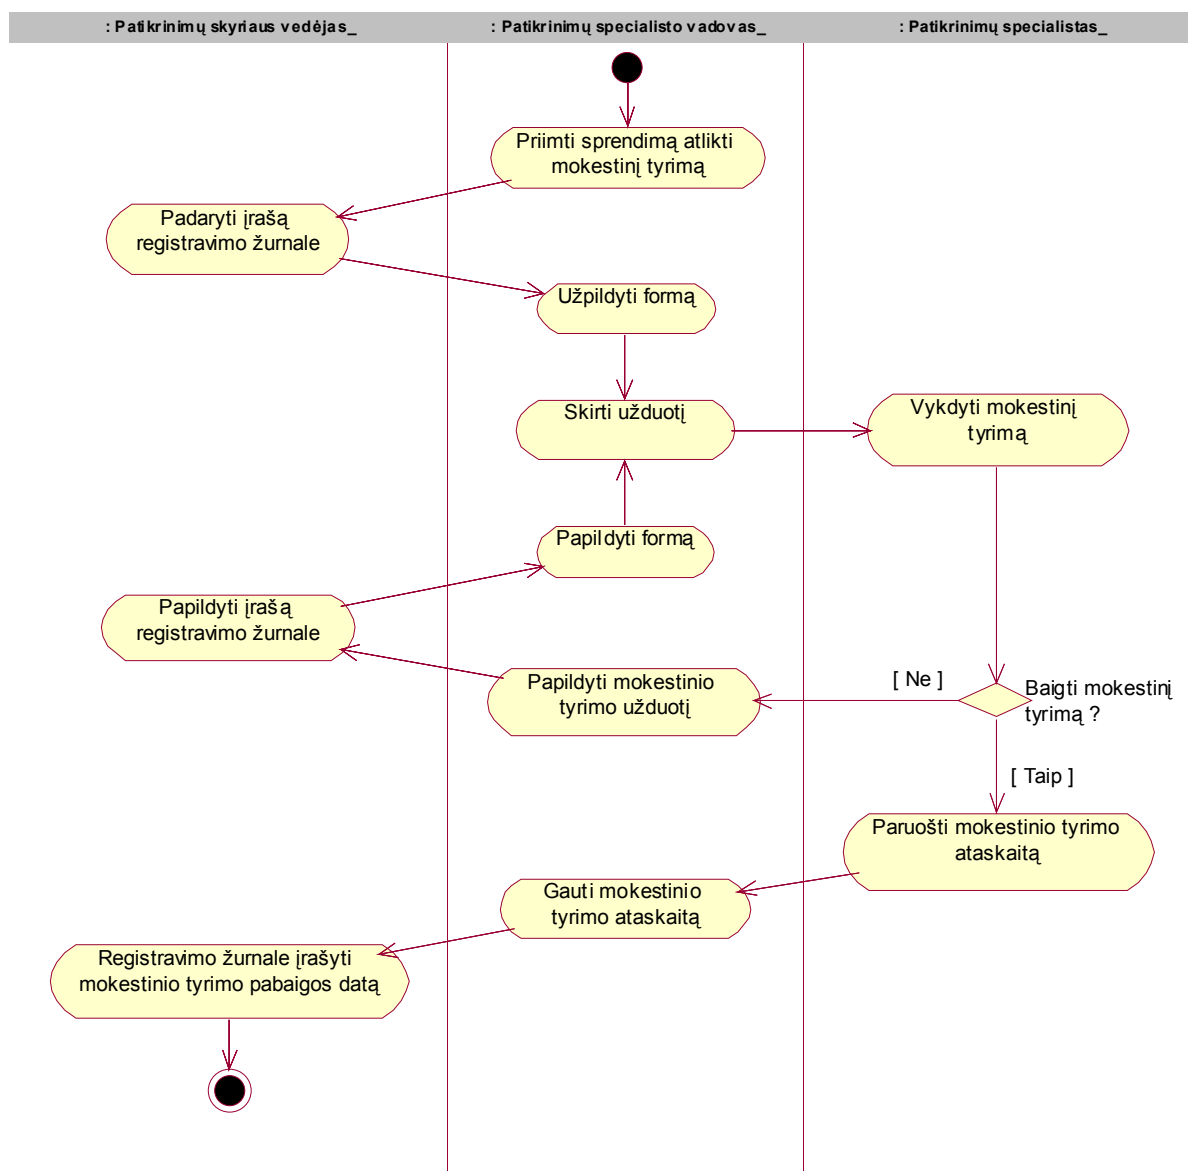 : Patikrinimų skyriaus vedėjas_
: Patikrinimų specialisto vadovas_
: Patikrinimų specialistas_
Priimti sprendimą atlikti
mokestinį tyrimą
Padaryti įrašą
registravimo žurnale
Užpildyti formą
Skirti užduotį
Vykdyti mokestinį
tyrimą
Papildyti formą
Papildyti įrašą
registravimo žurnale
Papildyti mokestinio
tyrimo užduotį
[ Ne ]
Baigti mokestinį
tyrimą ?
[ Taip ]
Paruošti mokestinio tyrimo
ataskaitą
Gauti mokestinio
tyrimo ataskaitą
Registravimo žurnale įrašyti
mokestinio tyrimo pabaigos datą